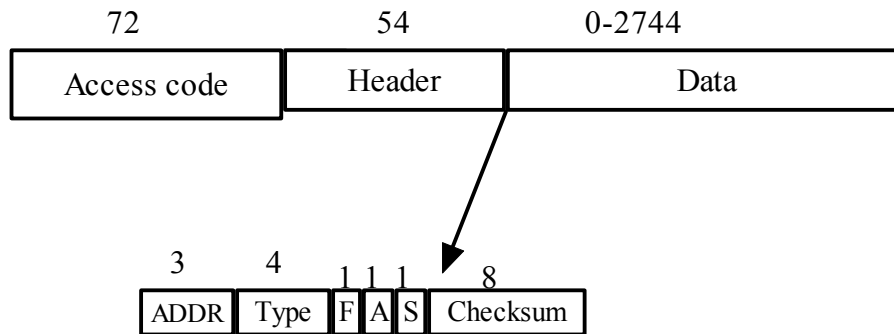 72 54 0-2744
Access code Header Data
3 4 1 1 1 8
ADDR Type F A S Checksum